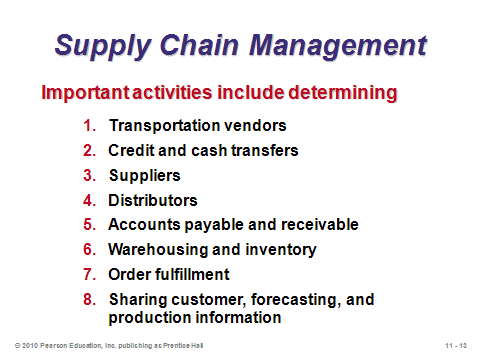 Supply Chain Management
Important activities include determining
1. Transportation vendors
2. Credit and cash transfers
3. Suppliers
4. Distributors
5. Accounts payable and receivable
6. Warehousing and inventory
7. Order fulfillment
8. Sharing customer, forecasting, and
production information
© 2010 Pearson Education, Inc. publishing as Prentice Hall
11 - 13